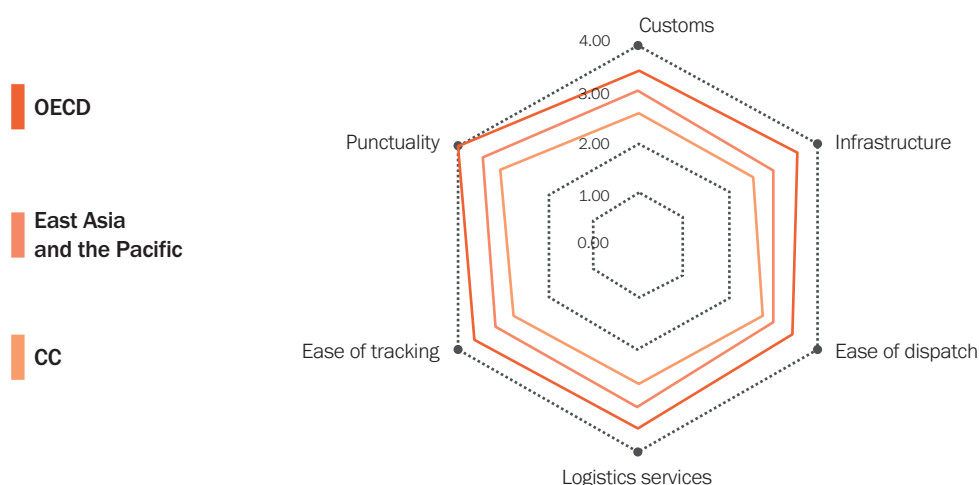 OECD
East Asia
and the Pacific
CC
Customs
4.00
3.00
2.00
1.00
0.00
Punctuality
Infrastructure
Ease of tracking
Ease of dispatch
Logistics services